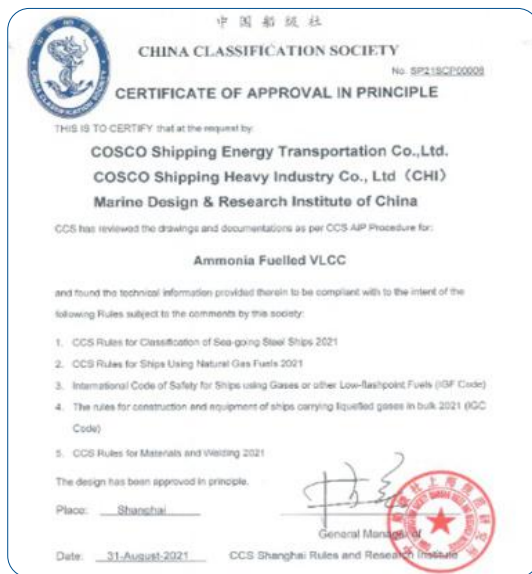 中国船级社
CHINA CLASSIFICATION SOCIETY
No. SP21SCP00008
CERTIFICATE OF APPROVAL IN PRINCIPLE
THIS IS TO CERTIFY that at the request by:
COSCO Shipping Energy Transportation Co.,Ltd.
COSCO Shipping Heavy Industry Co., Ltd（CHI）
Marine Design & Research Institute of China
CCS has reviewed the drawings and documentations as per CCS AIP Procedure for:
Ammonia Fuelled VLCC
and found the technical information provided therein to be compliant with to the intent of the
following Rules subject to the comments by this society:
1. CCS Rules for Classification of Sea-going Steel Ships 2021
2. CCS Rules for Ships Using Natural Gas Fuels 2021
3. International Code of Safety for Ships using Gases or other Low-flashpoint Fuels (IGF Code)
4. The rules for construction and equipment of ships carrying liquefied gases in bulk 2021 (IGC
Code)
5. CCS Rules for Materials and Welding 2021
The design has been approved in principle.
Place: Shanghai
General Manager of
Date: 31-August-2021 CCS Shanghai Rules and Research Institute